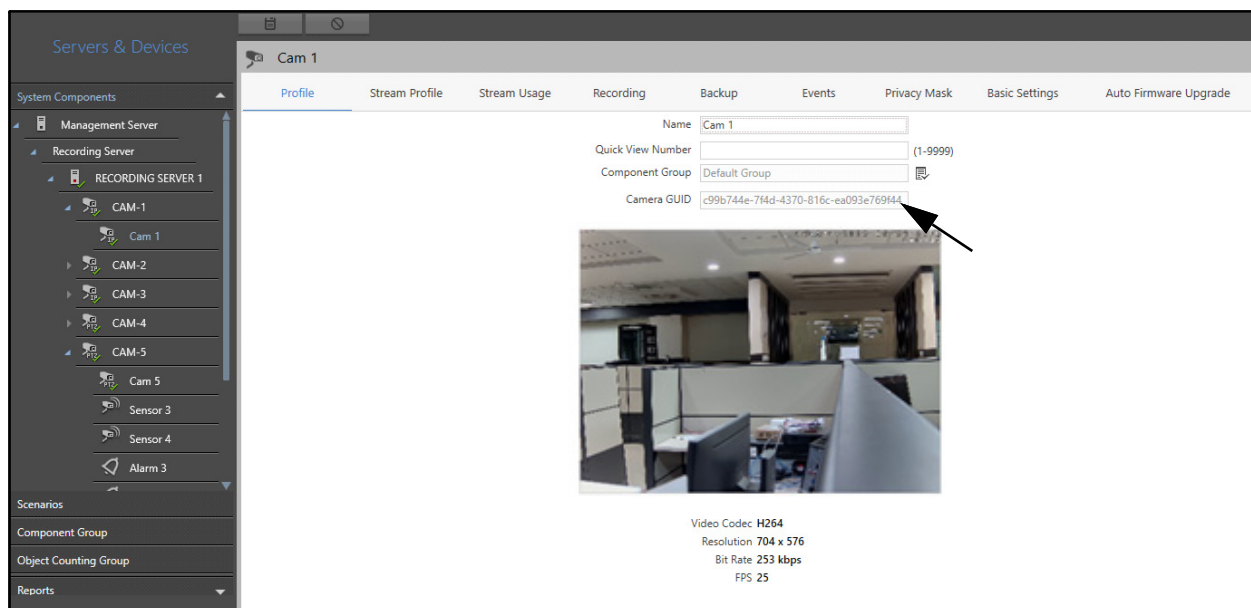 Servers & Devices
System Components
Management Server
Recording Server
RECORDING SERVER 1
CAM-1
Cam 1
CAM-2
CAM-3
CAM-4
CAM-5
Cam 5
Sensor 3
Sensor 4
Alarm 3
Scenarios
Component Group
Object Counting Group
Reports
Cam 1
Profile Stream Profile Stream Usage Recording Backup Events Privacy Mask Basic Settings Auto Firmware Upgrade
Name Cam 1
Quick View Number (1-9999)
Component Group Default Group
Camera GUID c99b744e-7f4d-4370-816c-ea093e769f44
Video Codec H264
Resolution 704 x 576
Bit Rate 253 kbps
FPS 25